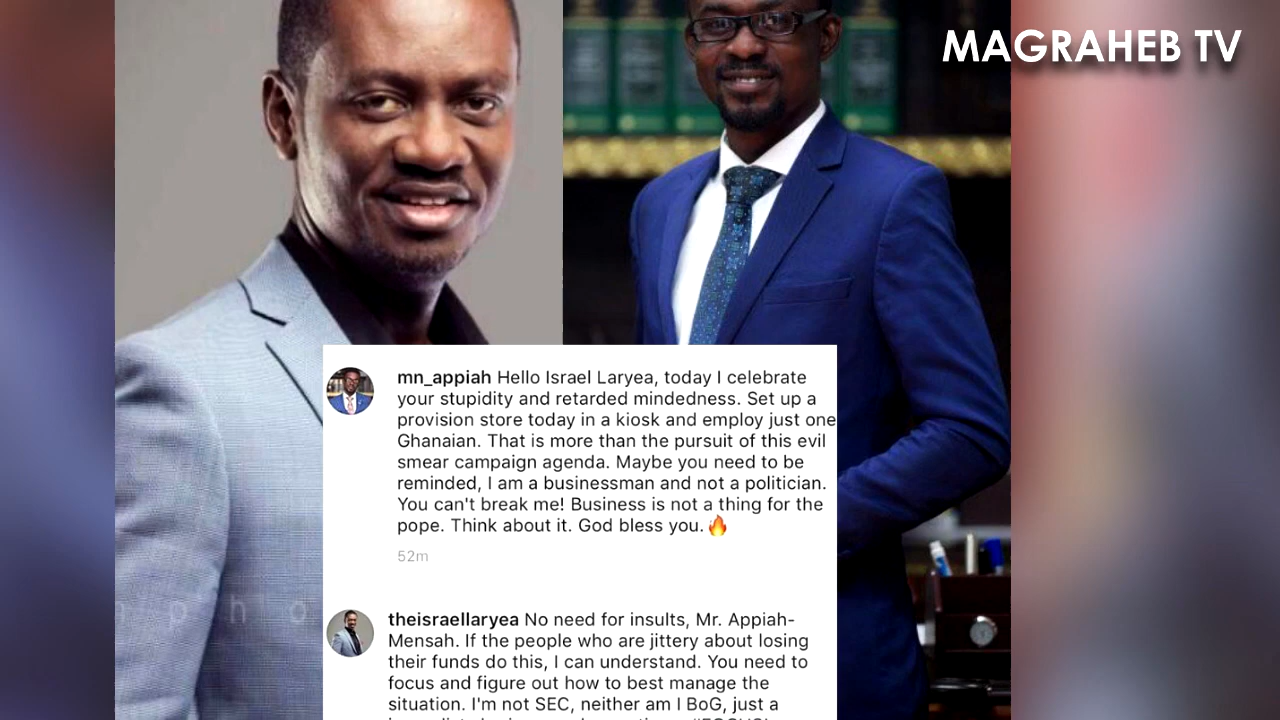 MAGRAHEB TV
mn_appiah Hello Israel Laryea, today I celebrate
your stupidity and retarded mindedness. Set up a
provision store today in a kiosk and employ just one
Ghanaian. That is more than the pursuit of this evil
smear campaign agenda. Maybe you need to be
reminded, I am a businessman and not a politician.
You can't break me! Business is not a thing for the
pope. Think about it. God bless you.🔥
52m
theisraellaryea No need for insults, Mr. Appiah-
Mensah. If the people who are jittery about losing
their funds do this, I can understand. You need to
focus and figure out how to best manage the
situation. I'm not SEC, neither am I BoG, just a